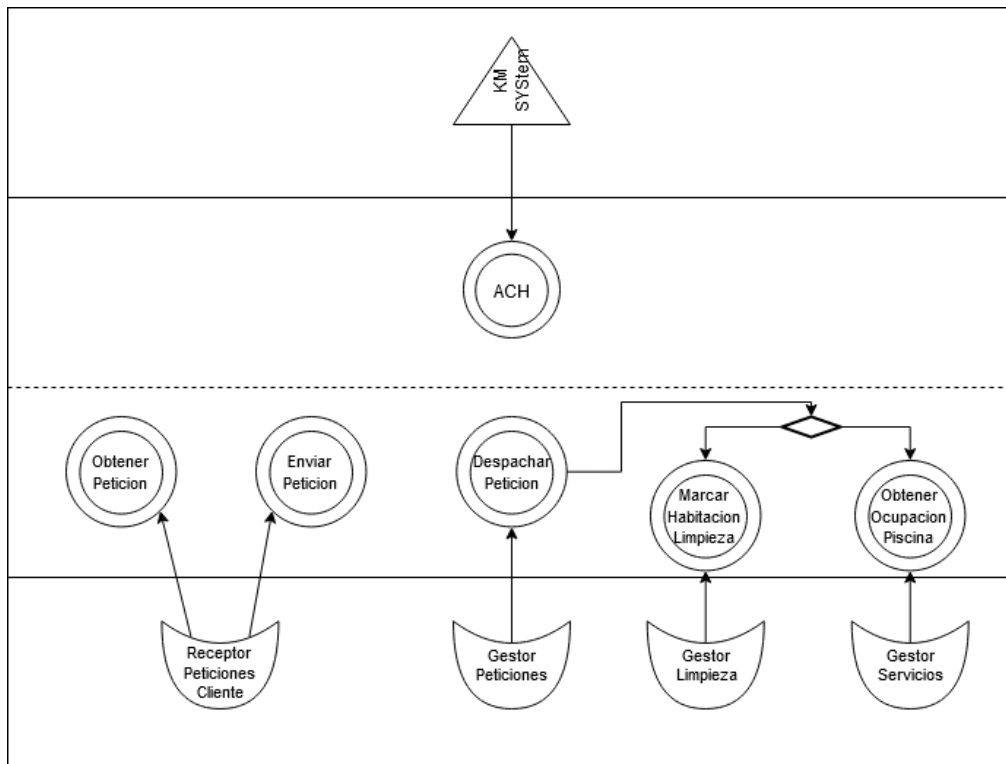 KM
SYStem
ACH
Obtener
Peticion
Enviar
Peticion
Despachar
Peticion
Marcar
Habitacion
Limpieza
Obtener
Ocupacion
Piscina
Receptor
Peticiones
Cliente
Gestor
Peticiones
Gestor
Limpieza
Gestor
Servicios